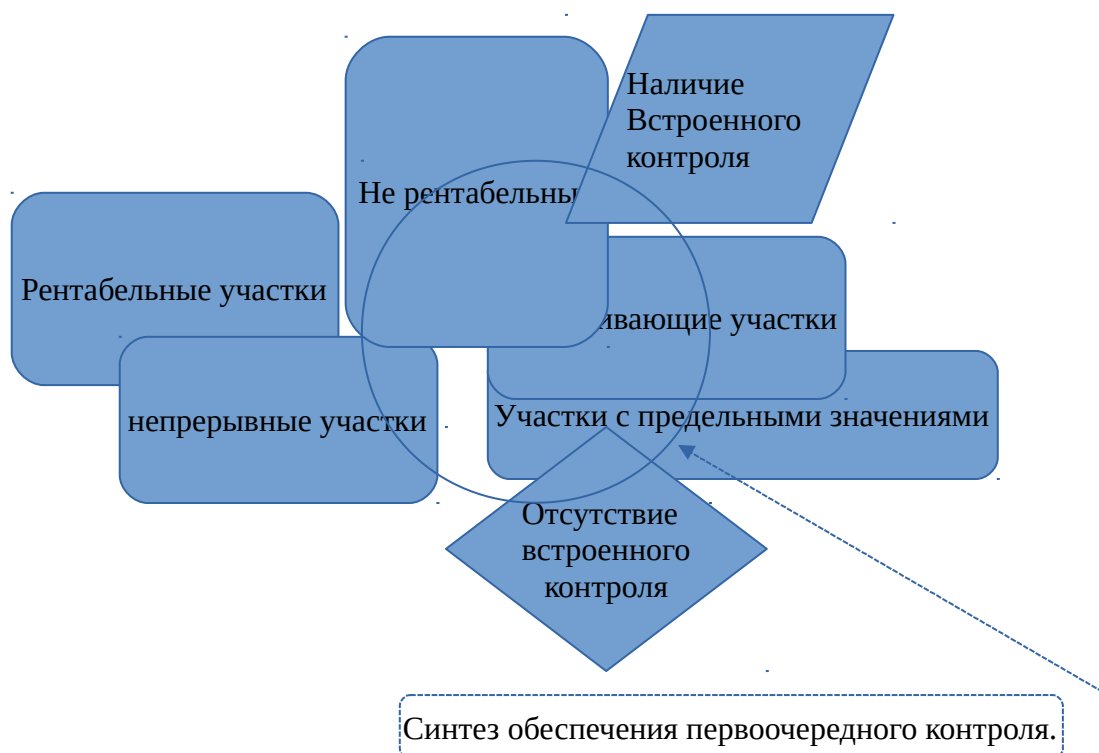 Наличие
Встроенного
контроля
Не рентабельны
Рентабельные участки
участки
непрерывные участки
Участки с предельными значениями
Отсутствие
встроенного
контроля
Синтез обеспечения первоочередного контроля.